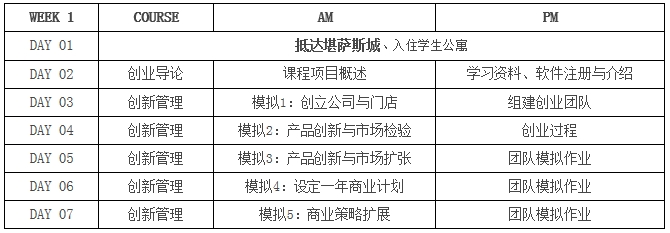 WEEK 1 COURSE AM PM
DAY 01 抵达堪萨斯城、入住学生公寓
DAY 02 创业导论 课程项目概述 学习资料、软件注册与介绍
DAY 03 创新管理 模拟1：创立公司与门店 组建创业团队
DAY 04 创新管理 模拟2：产品创新与市场检验 创业过程
DAY 05 创新管理 模拟3：产品创新与市场扩张 团队模拟作业
DAY 06 创新管理 模拟4：设定一年商业计划 团队模拟作业
DAY 07 创新管理 模拟5：商业策略扩展 团队模拟作业